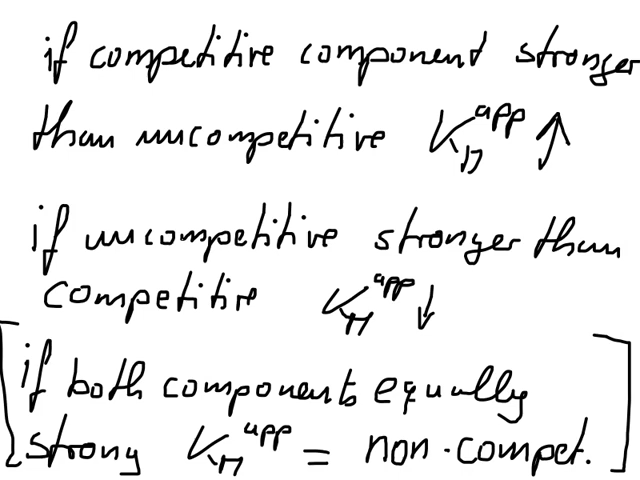 if competitive component stronger
than uncompetitive K_M^app ↑
if uncompetitive stronger than
competitive K_M^app ↓
[if both components equally
strong K_M^app = non-compet.]